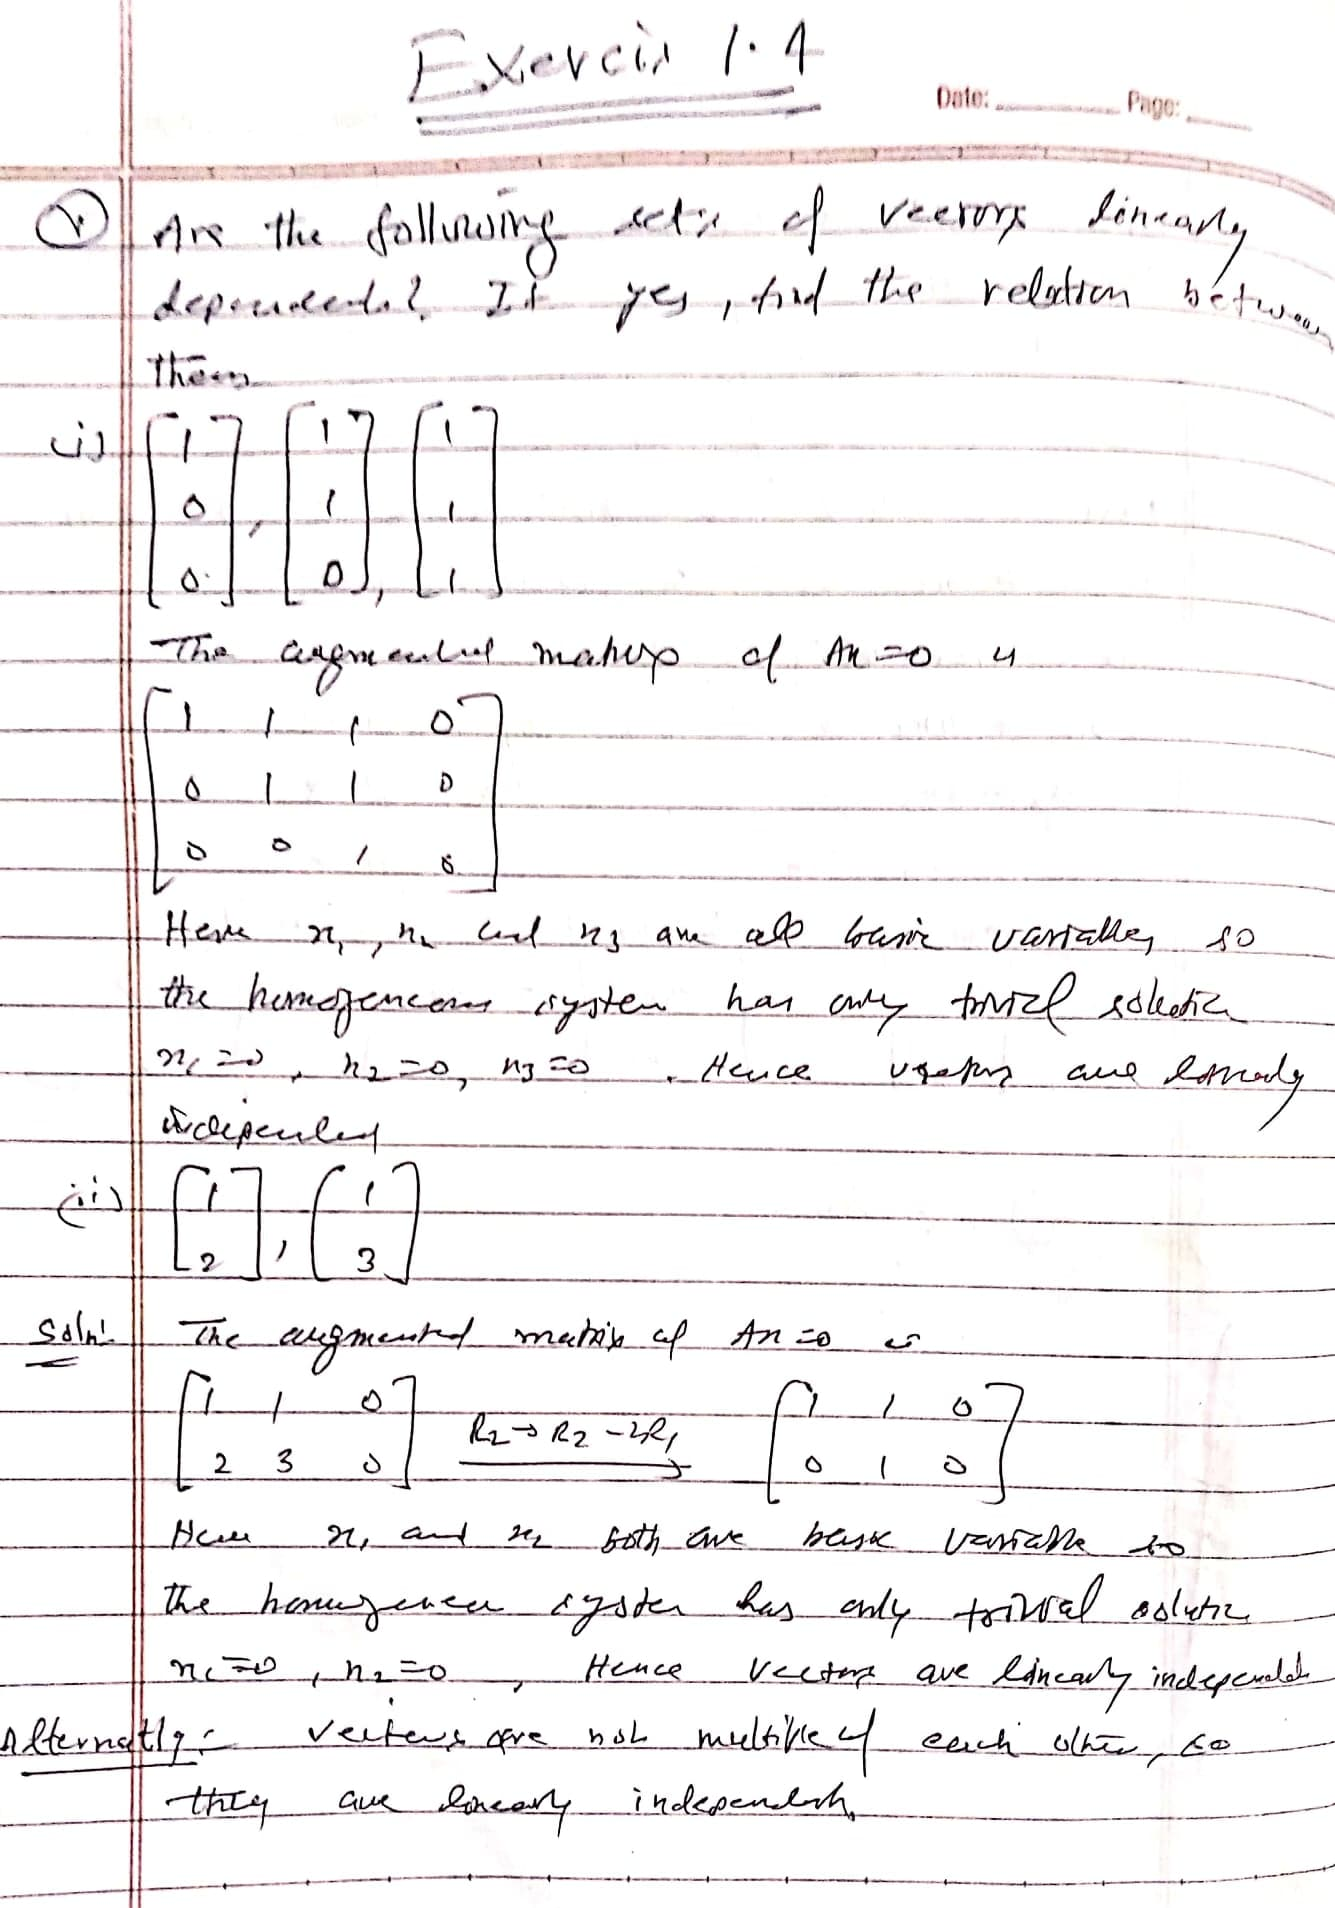 Exercis 1.4
Date: Page:
1. Are the following sets of vectors linearly
dependent? If yes, find the relation between
them
(i) [1 0 0], [1 1 0], [1 1 1]
The augmented matrix of Ax=0 is
[1 1 1 0
0 1 1 0
0 0 1 0]
Here x1, x2 and x3 are all basic variables so
the homogeneous system has only trivial solution
x1=0, x2=0, x3=0. Hence vectors are linearly
independent
(ii) [1 2], [1 3]
Soln! The augmented matrix of Ax=0 is
[1 1 0 R2→R2-2R1 [1 1 0
2 3 0] 0 1 0]
Here x1 and x2 both are basic variable so
the homogeneous system has only trivial solution
x1=0, x2=0, Hence vectors are linearly independent
Alternatly:- vectors are not multiple of each other, so
they are linearly independent.